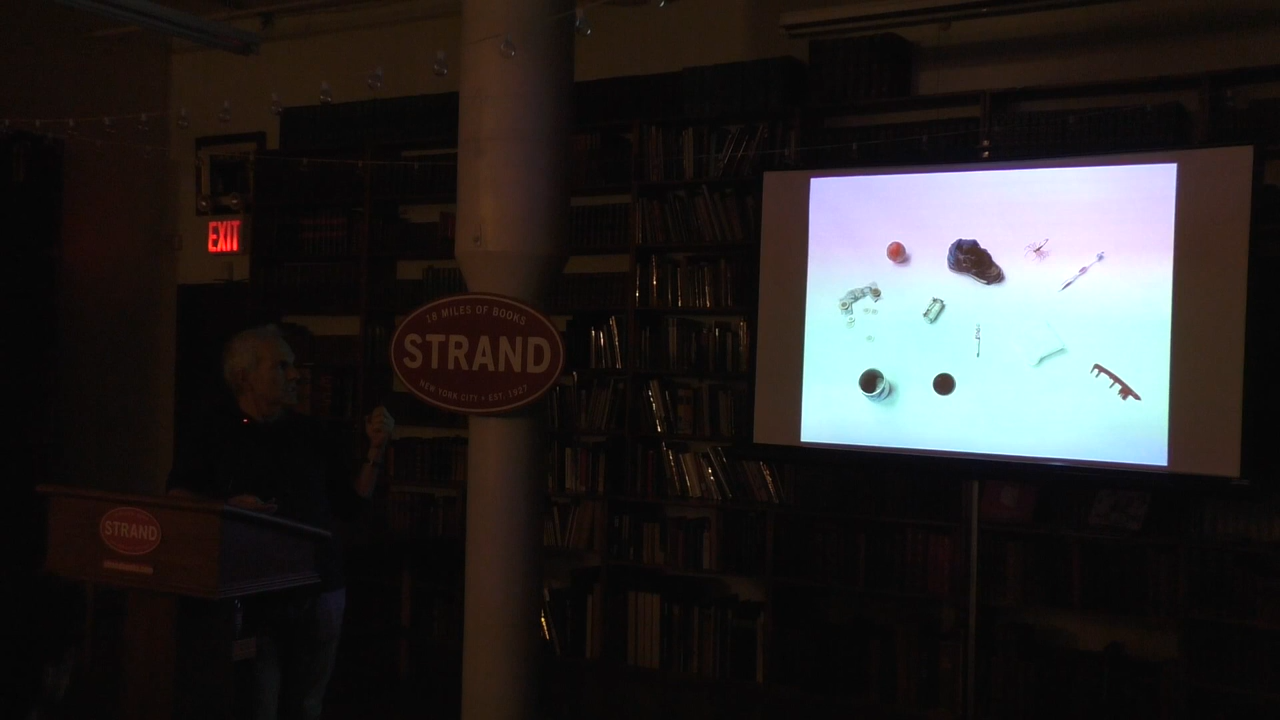 EXIT
18 MILES OF BOOKS
STRAND
NEW YORK CITY • EST. 1927
STRAND